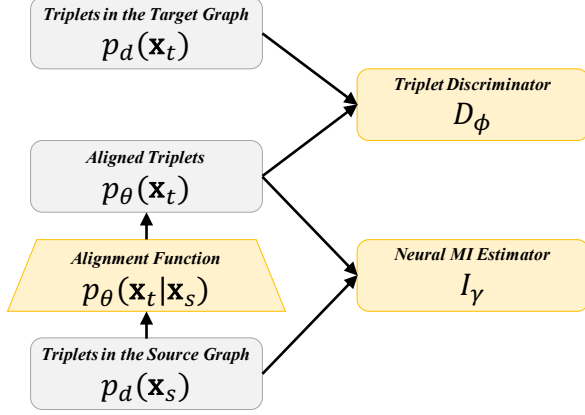 Triplets in the Target Graph
p_d(𝐱_t)
Triplet Discriminator
D_ϕ
Aligned Triplets
p_θ(𝐱_t)
Alignment Function
p_θ(𝐱_t|𝐱_s)
Neural MI Estimator
I_γ
Triplets in the Source Graph
p_d(𝐱_s)